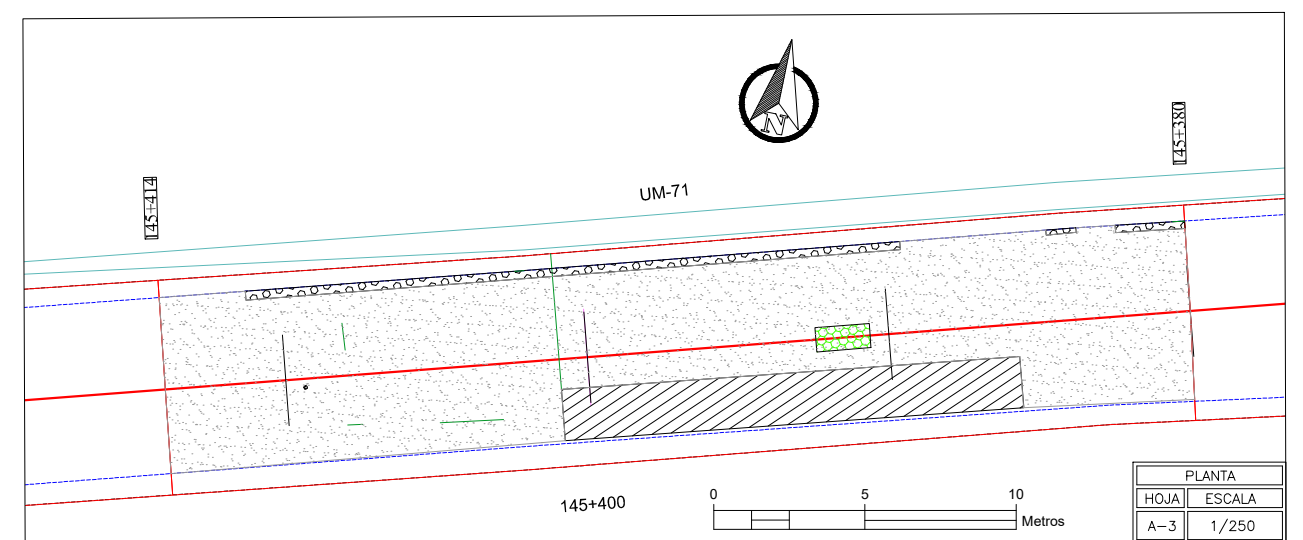 N
145+380
145+414
UM-71
145+400
0 5 10
Metros
PLANTA
HOJA ESCALA
A-3 1/250